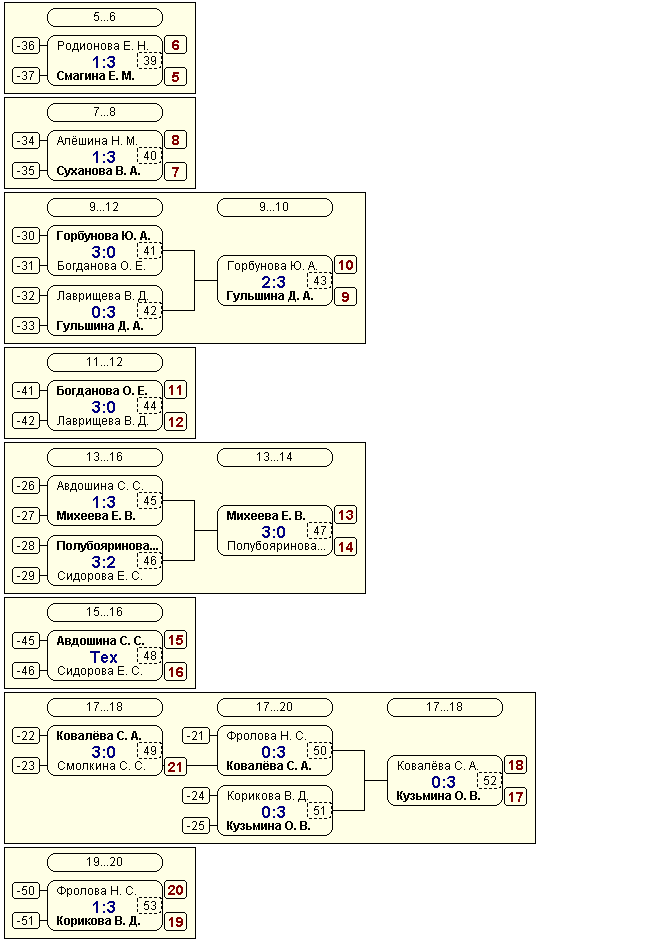 5...6
-36 Родионова Е. Н. 6
1:3 39
-37 Смагина Е. М. 5
7...8
-34 Алёшина Н. М. 8
1:3 40
-35 Суханова В. А. 7
9...12 9...10
-30 Горбунова Ю. А.
3:0 41
-31 Богданова О. Е.
Горбунова Ю. А. 10
2:3 43
Гульшина Д. А. 9
-32 Лаврищева В. Д.
0:3 42
-33 Гульшина Д. А.
11...12
-41 Богданова О. Е. 11
3:0 44
-42 Лаврищева В. Д. 12
13...16 13...14
-26 Авдошина С. С.
1:3 45
-27 Михеева Е. В.
Михеева Е. В. 13
3:0 47
Полубояринова... 14
-28 Полубояринова...
3:2 46
-29 Сидорова Е. С.
15...16
-45 Авдошина С. С. 15
Тех 48
-46 Сидорова Е. С. 16
17...18 17...20 17...18
-22 Ковалёва С. А.
3:0 49
-23 Смолкина С. С. 21
-21 Фролова Н. С.
0:3 50
Ковалёва С. А.
Ковалёва С. А. 18
0:3 52
Кузьмина О. В. 17
-24 Корикова В. Д.
0:3 51
-25 Кузьмина О. В.
19...20
-50 Фролова Н. С. 20
1:3 53
-51 Корикова В. Д. 19